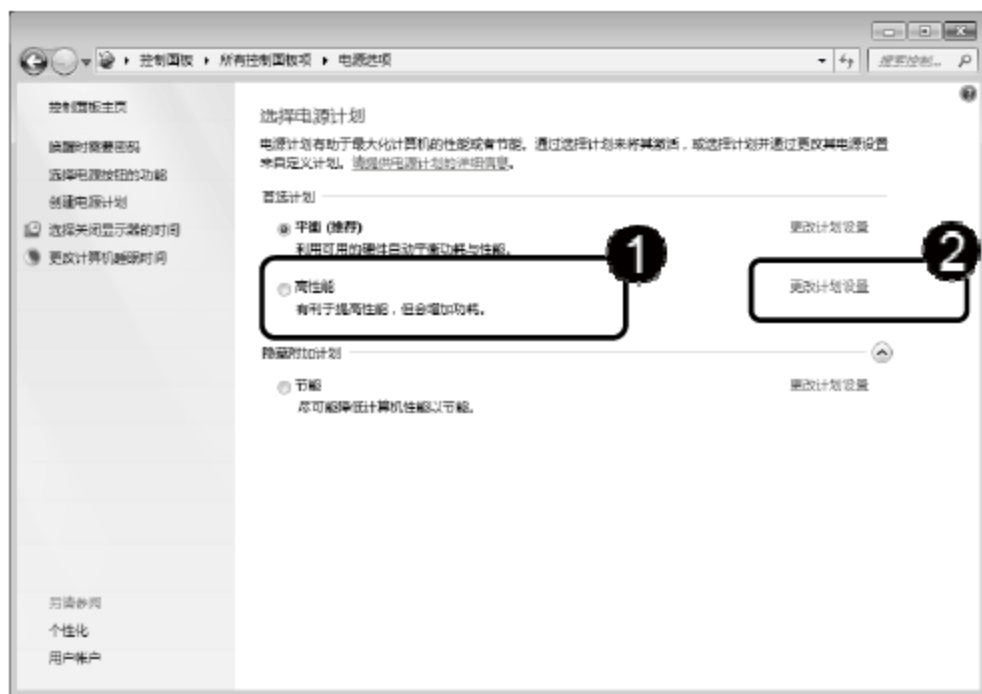 控制面板 ▸ 所有控制面板项 ▸ 电源选项
搜索控制...
控制面板主页
唤醒时需要密码
选择电源按钮的功能
创建电源计划
选择关闭显示器的时间
更改计算机睡眠时间
选择电源计划
电源计划有助于最大化计算机的性能或者节能。通过选择计划来将其激活，或选择计划并通过更改其电源设置
来自定义计划。请提供电源计划的详细信息。
首选计划
平衡 (推荐) 更改计划设置
利用可用的硬件自动平衡功耗与性能。
1 2
高性能 更改计划设置
有利于提高性能，但会增加功耗。
隐藏附加计划
节能 更改计划设置
尽可能降低计算机性能以节能。
另请参阅
个性化
用户帐户